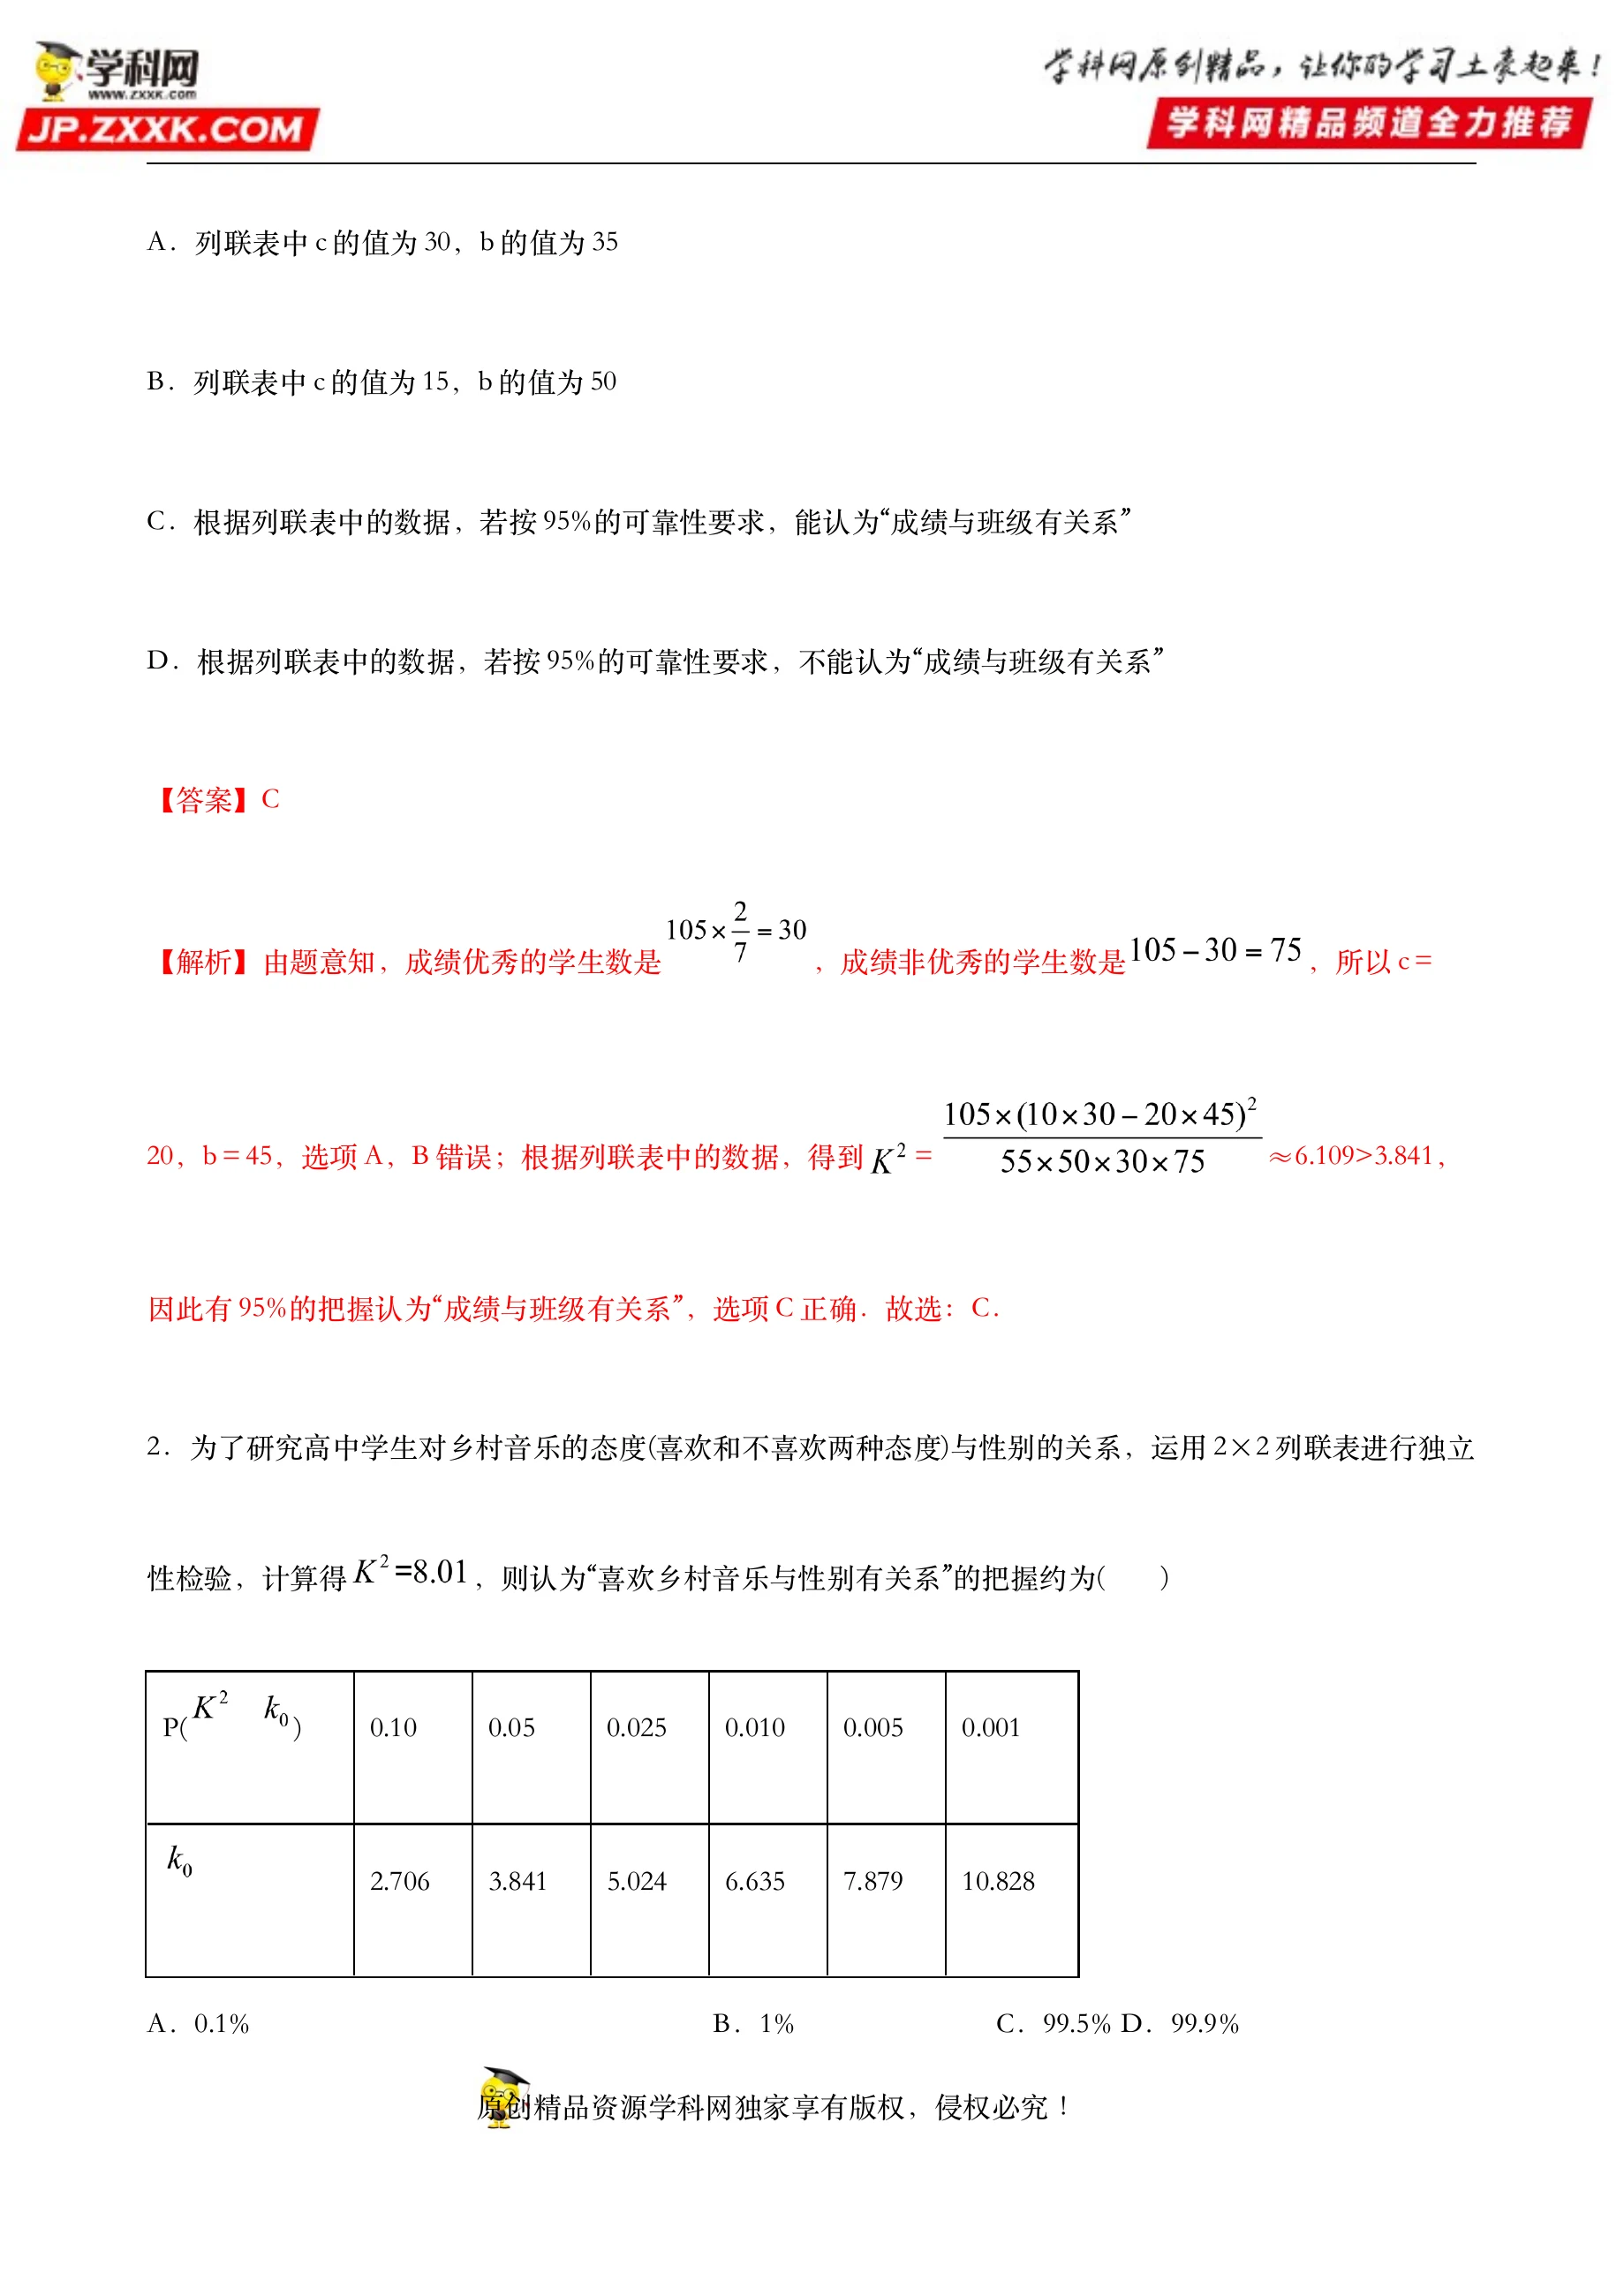 学科网
www.zxxk.com
JP.ZXXK.COM
学科网原创精品，让你的学习土豪起来！
学科网精品频道全力推荐
A．列联表中 c 的值为 30，b 的值为 35
B．列联表中 c 的值为 15，b 的值为 50
C．根据列联表中的数据，若按 95%的可靠性要求，能认为“成绩与班级有关系”
D．根据列联表中的数据，若按 95%的可靠性要求，不能认为“成绩与班级有关系”
【答案】C
【解析】由题意知，成绩优秀的学生数是 105×2/7=30，成绩非优秀的学生数是 105−30=75，所以 c＝
20，b＝45，选项 A，B 错误；根据列联表中的数据，得到 K²＝ 105×(10×30−20×45)²/55×50×30×75 ≈6.109>3.841，
因此有 95%的把握认为“成绩与班级有关系”，选项 C 正确．故选：C．
2．为了研究高中学生对乡村音乐的态度(喜欢和不喜欢两种态度)与性别的关系，运用 2×2 列联表进行独立
性检验，计算得 K²=8.01，则认为“喜欢乡村音乐与性别有关系”的把握约为( )
P(K² k₀) 0.10 0.05 0.025 0.010 0.005 0.001
k₀ 2.706 3.841 5.024 6.635 7.879 10.828
A．0.1% B．1% C．99.5% D．99.9%
原创精品资源学科网独家享有版权，侵权必究！